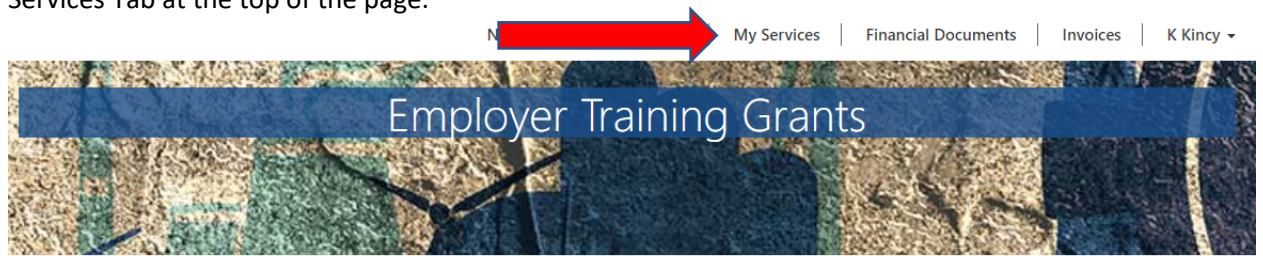 Services Tab at the top of the page.
My Services | Financial Documents | Invoices | K Kincy
Employer Training Grants